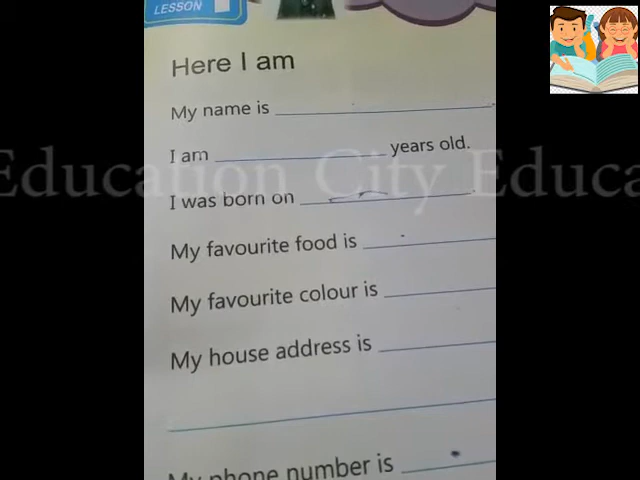 LESSON 1
Here I am
My name is
I am years old.
I was born on
My favourite food is
My favourite colour is
My house address is
My phone number is
Education City Educa